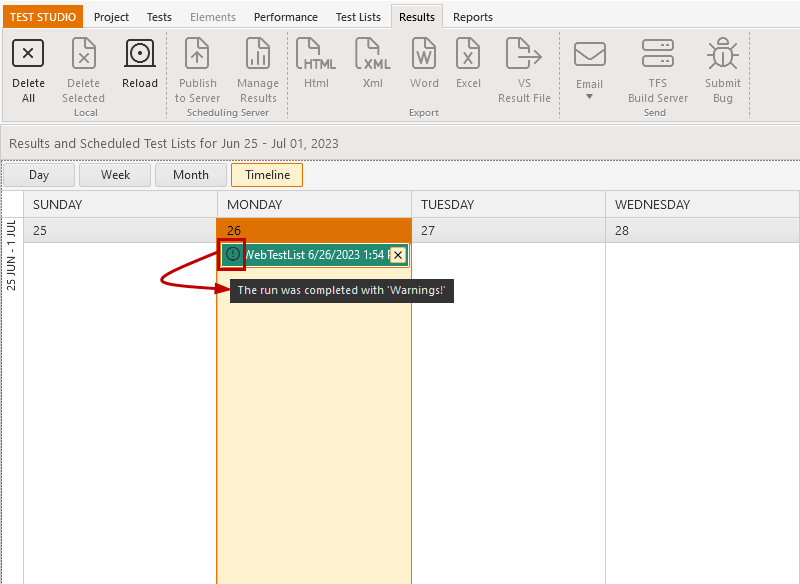 TEST STUDIO Project Tests Elements Performance Test Lists Results Reports
Delete All
Delete Selected
Reload
Local
Publish to Server
Manage Results
Scheduling Server
HTML Html
XML Xml
Word
Excel
VS Result File
Export
Email
TFS Build Server
Submit Bug
Send
Results and Scheduled Test Lists for Jun 25 - Jul 01, 2023
Day Week Month Timeline
SUNDAY MONDAY TUESDAY WEDNESDAY
25 JUN - 1 JUL
25 26 27 28
WebTestList 6/26/2023 1:54
The run was completed with 'Warnings!'